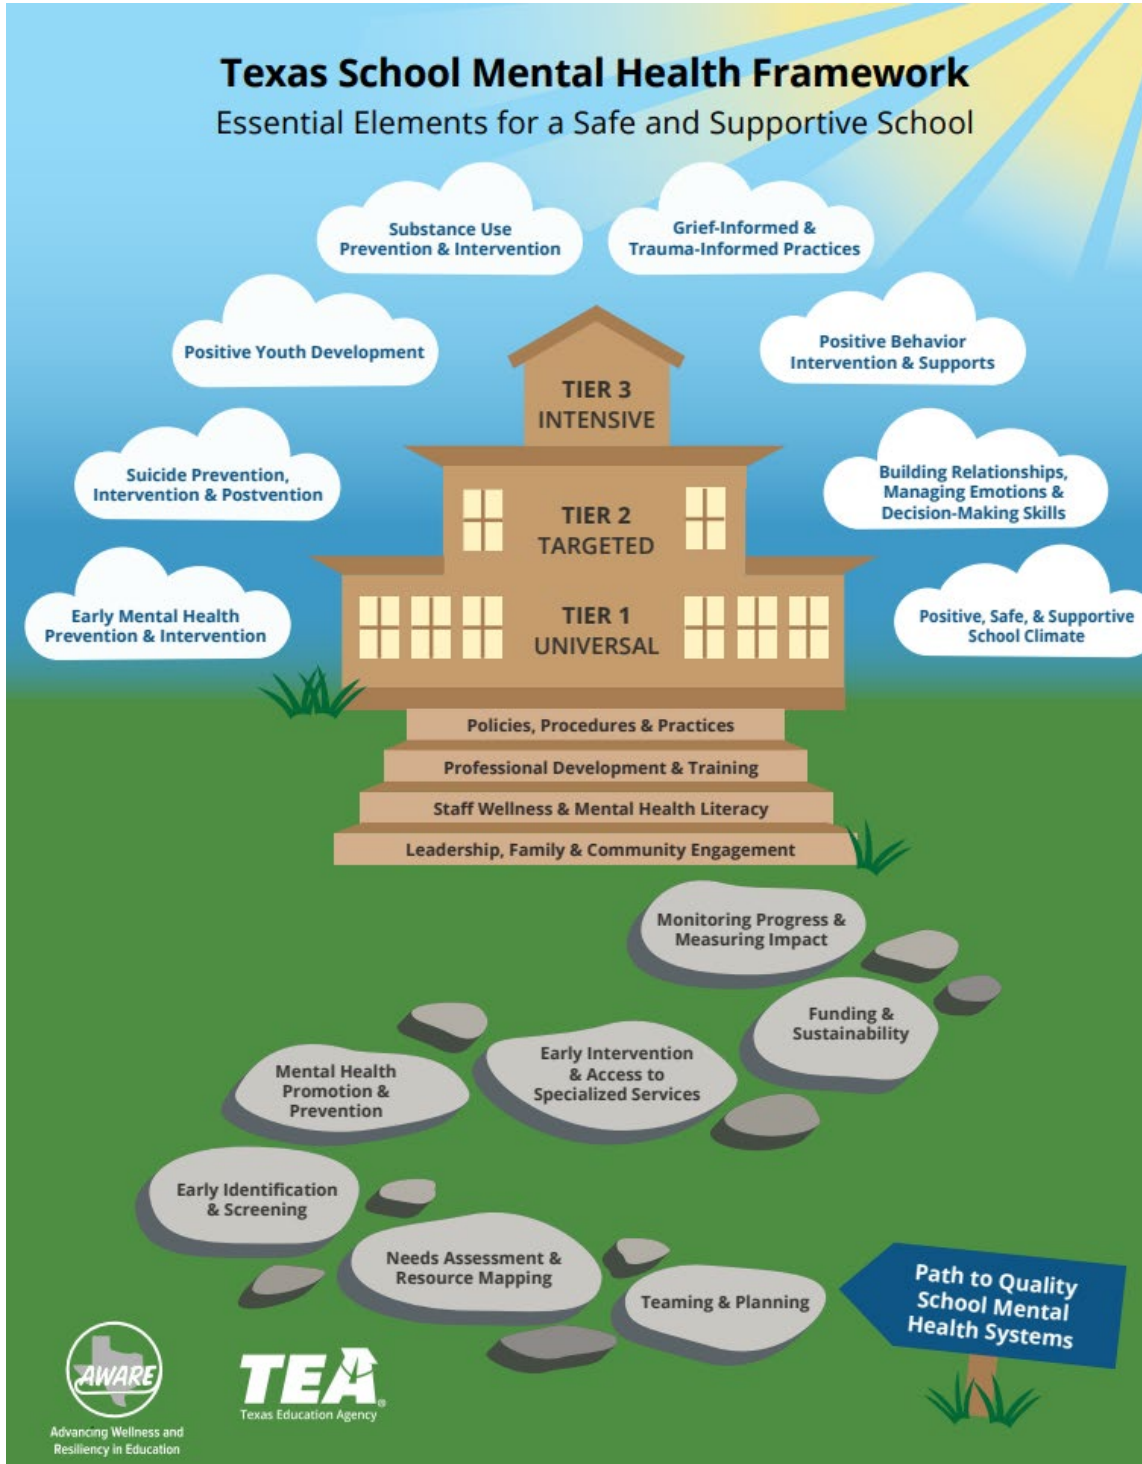 Texas School Mental Health Framework
Essential Elements for a Safe and Supportive School
Substance Use
Prevention & Intervention
Grief-Informed &
Trauma-Informed Practices
Positive Youth Development
Positive Behavior
Intervention & Supports
Suicide Prevention,
Intervention & Postvention
Building Relationships,
Managing Emotions &
Decision-Making Skills
Early Mental Health
Prevention & Intervention
Positive, Safe, & Supportive
School Climate
TIER 3
INTENSIVE
TIER 2
TARGETED
TIER 1
UNIVERSAL
Policies, Procedures & Practices
Professional Development & Training
Staff Wellness & Mental Health Literacy
Leadership, Family & Community Engagement
Monitoring Progress &
Measuring Impact
Funding &
Sustainability
Early Intervention
& Access to
Specialized Services
Mental Health
Promotion &
Prevention
Early Identification
& Screening
Needs Assessment &
Resource Mapping
Teaming & Planning
Path to Quality
School Mental
Health Systems
AWARE
Advancing Wellness and
Resiliency in Education
TEA®
Texas Education Agency